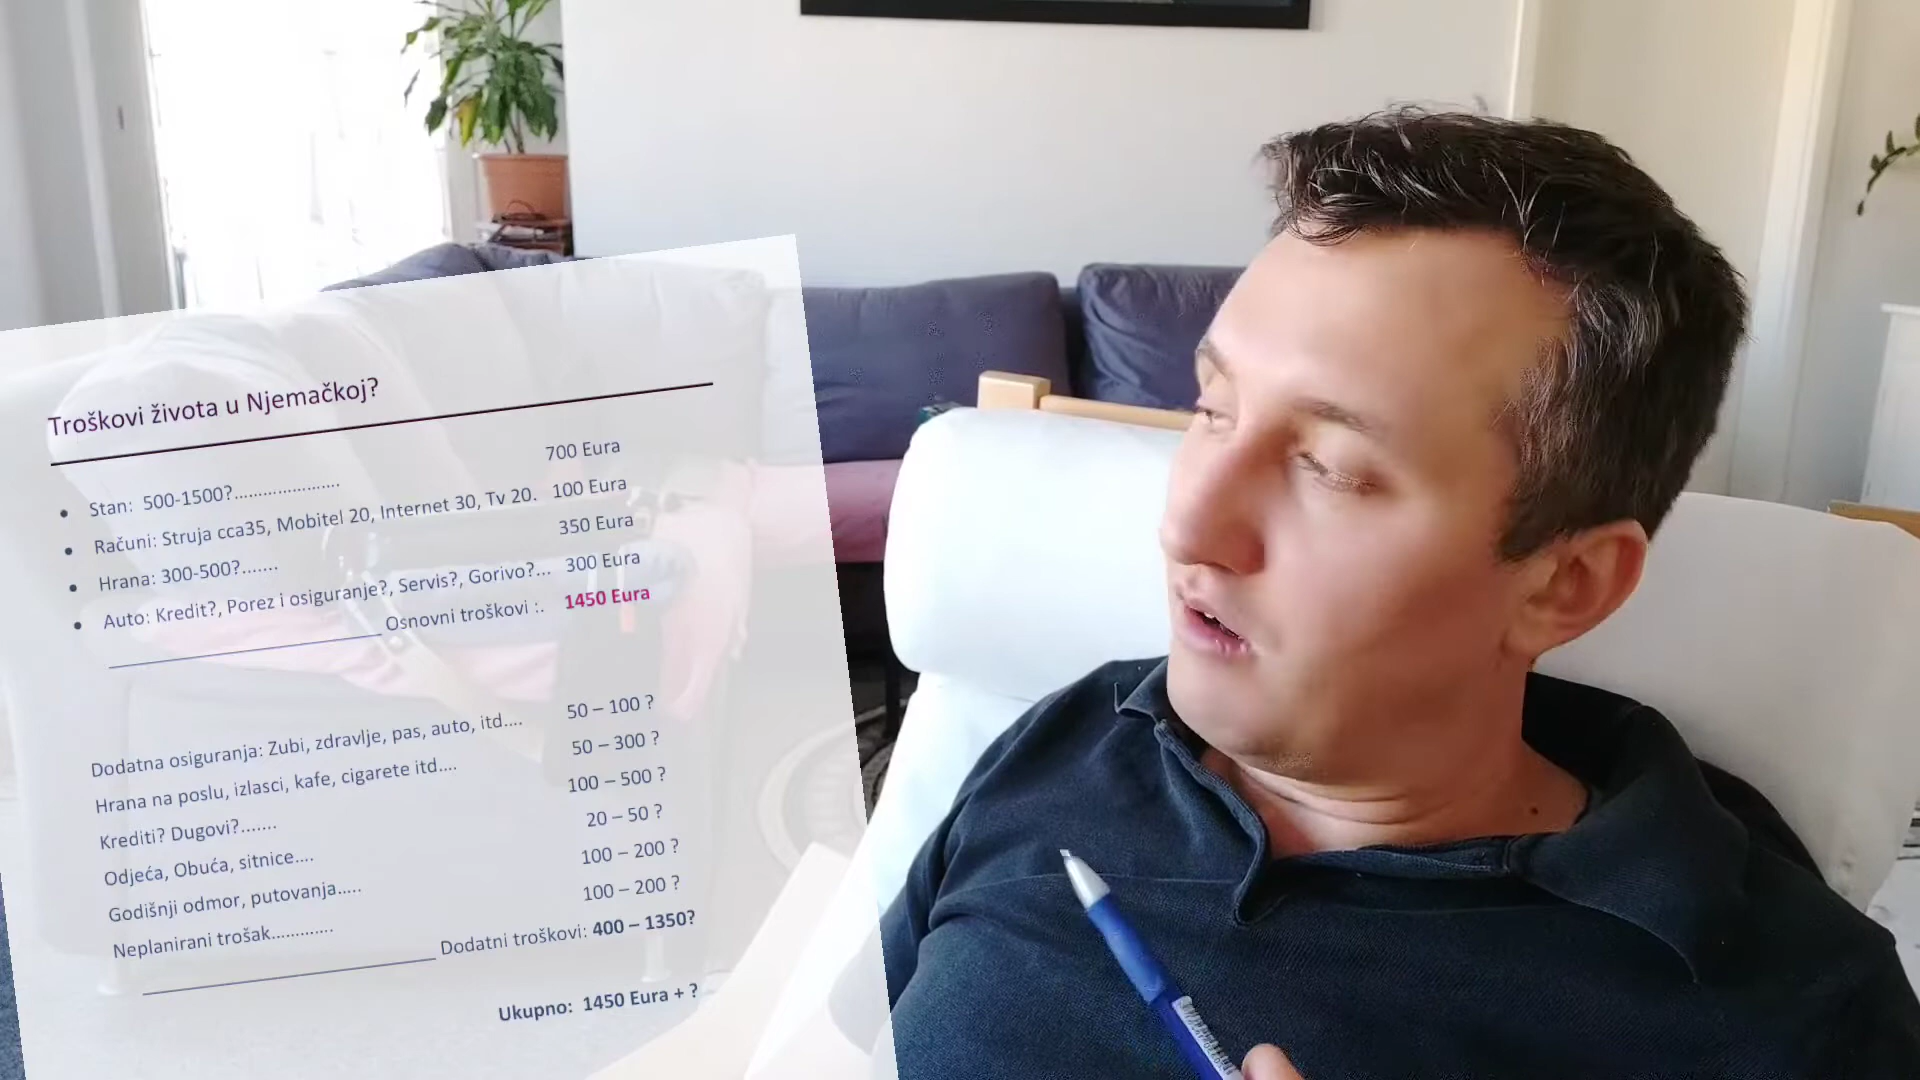 Troškovi života u Njemačkoj?
• Stan: 500-1500?...................... 700 Eura
• Računi: Struja cca35, Mobitel 20, Internet 30, Tv 20. 100 Eura
• Hrana: 300-500?....... 350 Eura
• Auto: Kredit?, Porez i osiguranje?, Servis?, Gorivo?... 300 Eura
Osnovni troškovi :. 1450 Eura
Dodatna osiguranja: Zubi, zdravlje, pas, auto, itd.... 50 – 100 ?
Hrana na poslu, izlasci, kafe, cigarete itd.... 50 – 300 ?
Krediti? Dugovi?....... 100 – 500 ?
Odjeća, Obuća, sitnice.... 20 – 50 ?
Godišnji odmor, putovanja..... 100 – 200 ?
Neplanirani trošak............. 100 – 200 ?
Dodatni troškovi: 400 – 1350?
Ukupno: 1450 Eura + ?